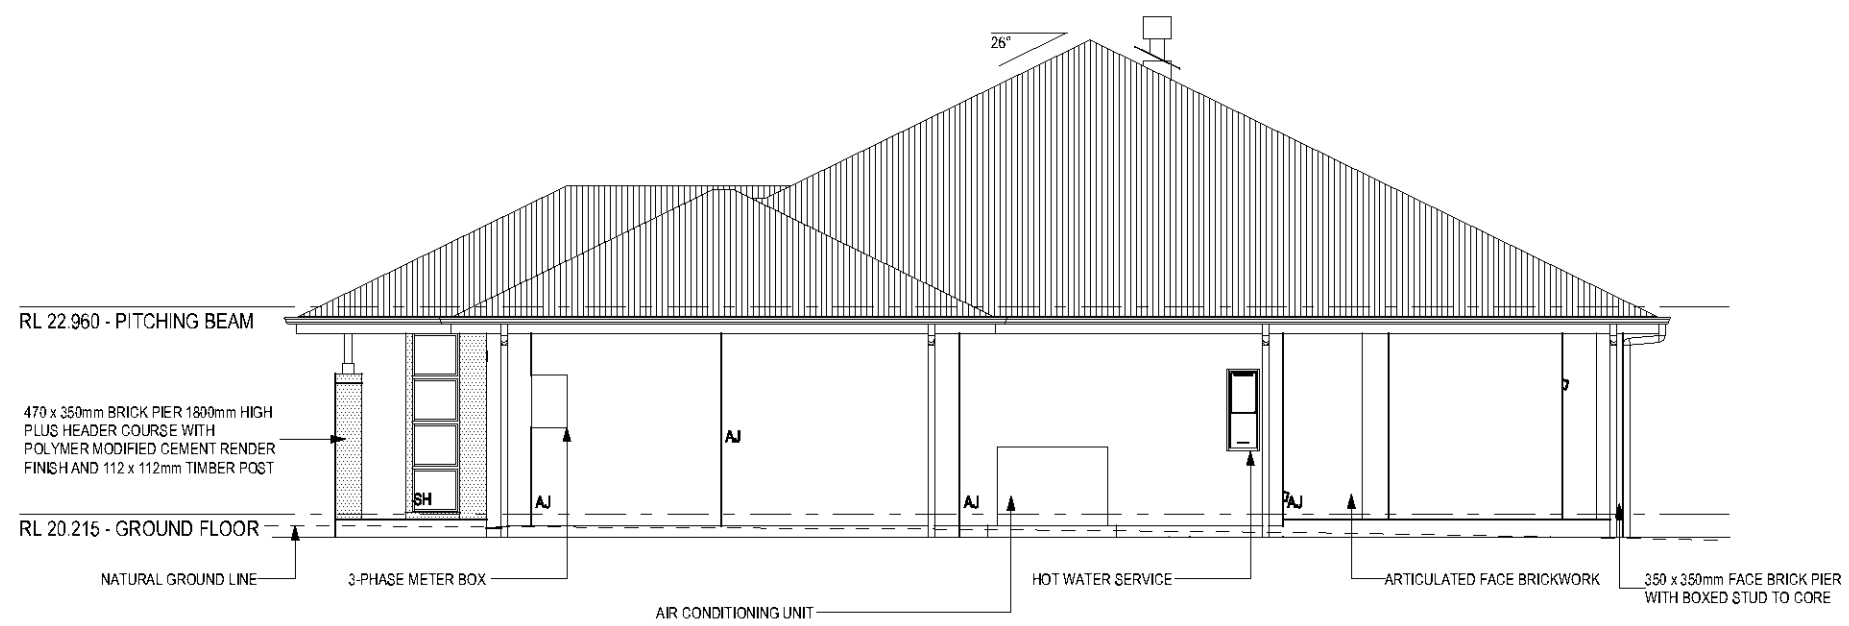 26°
RL 22.960 - PITCHING BEAM
470 x 350mm BRICK PIER 1800mm HIGH
PLUS HEADER COURSE WITH
POLYMER MODIFIED CEMENT RENDER
FINISH AND 112 x 112mm TIMBER POST
AJ
SH
AJ
AJ
AJ
RL 20.215 - GROUND FLOOR
NATURAL GROUND LINE
3-PHASE METER BOX
HOT WATER SERVICE
ARTICULATED FACE BRICKWORK
350 x 350mm FACE BRICK PIER
WITH BOXED STUD TO CORE
AIR CONDITIONING UNIT